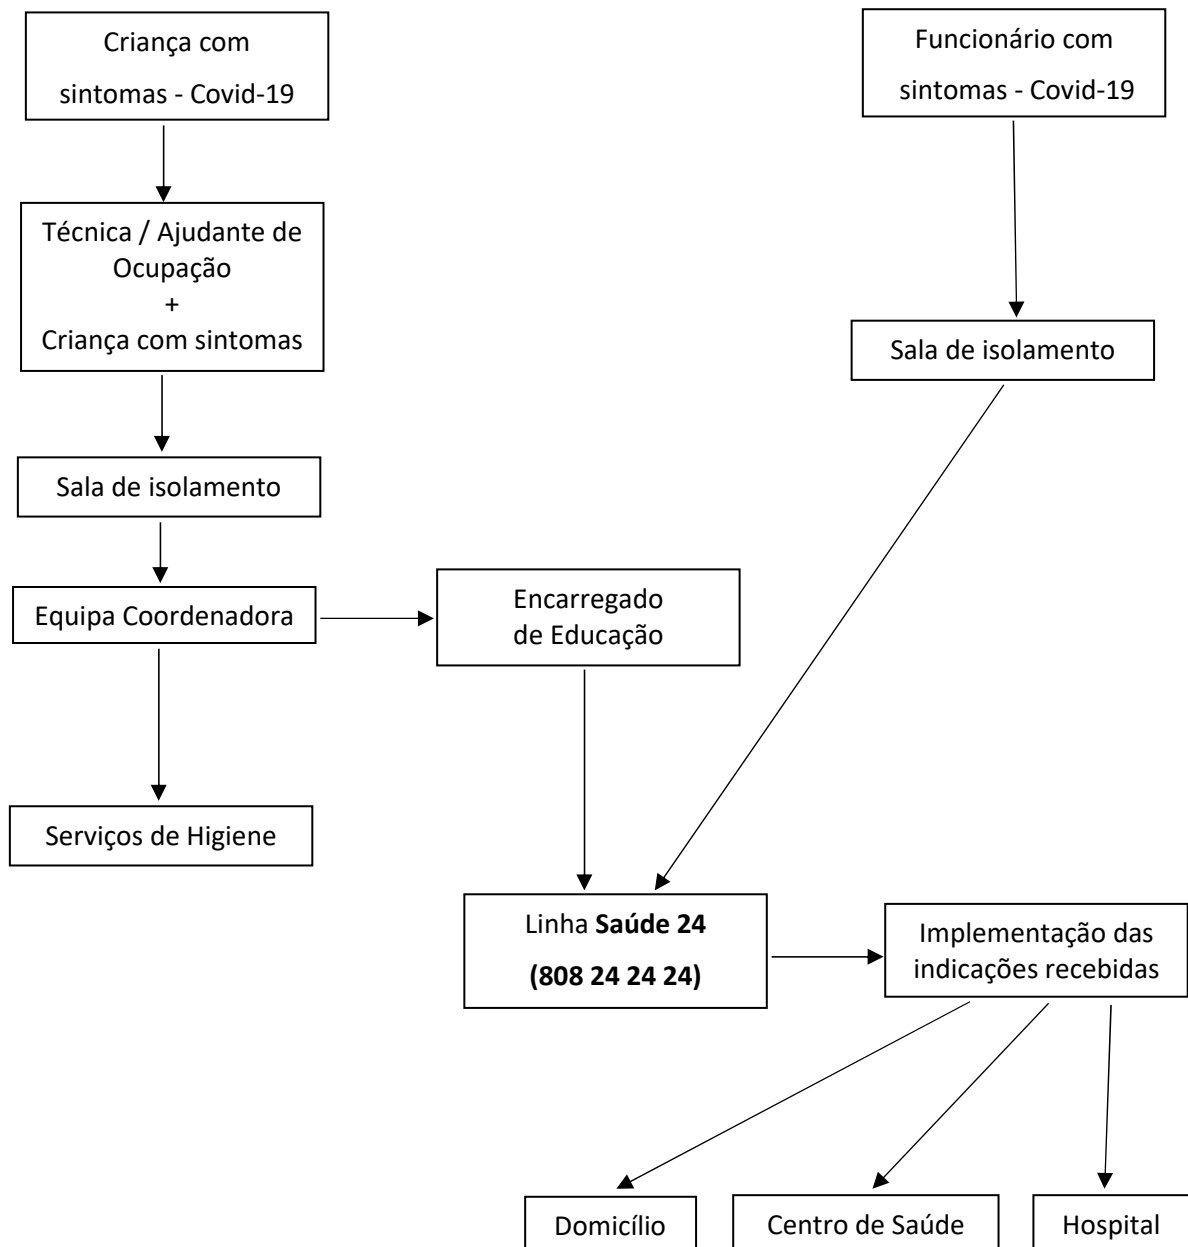 Criança com
sintomas - Covid-19
Funcionário com
sintomas - Covid-19
Técnica / Ajudante de
Ocupação
+
Criança com sintomas
Sala de isolamento
Sala de isolamento
Equipa Coordenadora
Encarregado
de Educação
Serviços de Higiene
Linha Saúde 24
(808 24 24 24)
Implementação das
indicações recebidas
Domicílio
Centro de Saúde
Hospital